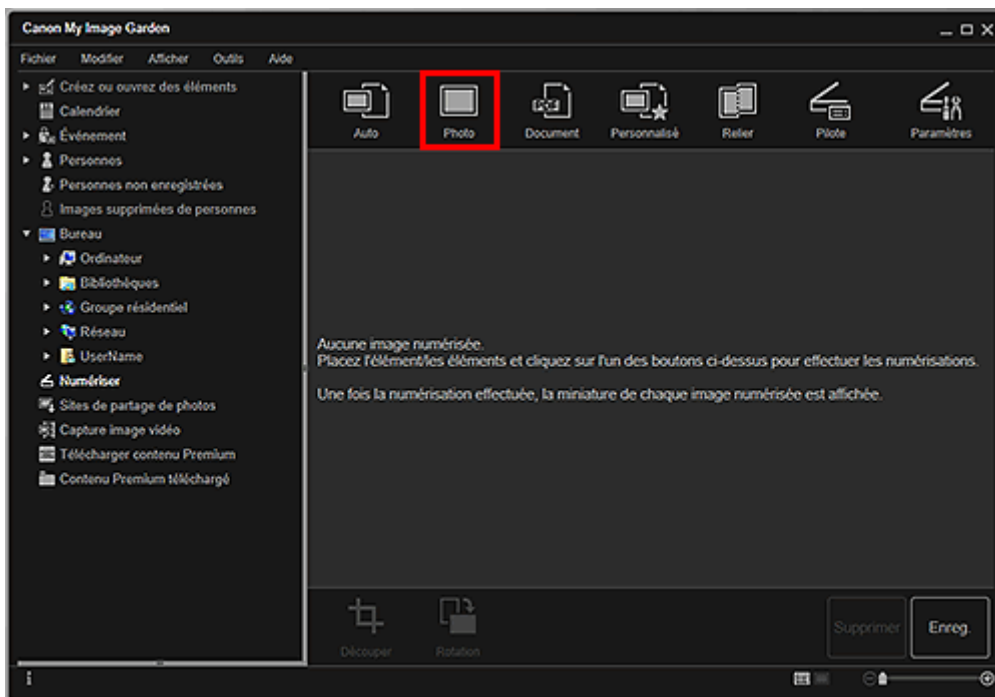 Canon My Image Garden
Fichier Modifier Afficher Outils Aide
Créez ou ouvrez des éléments
Calendrier
Événement
Personnes
Personnes non enregistrées
Images supprimées de personnes
Bureau
Ordinateur
Bibliothèques
Groupe résidentiel
Réseau
UserName
Numériser
Sites de partage de photos
Capture image vidéo
Télécharger contenu Premium
Contenu Premium téléchargé
Auto Photo Document Personnalisé Relier Pilote Paramètres
PDF
Aucune image numérisée.
Placez l'élément/les éléments et cliquez sur l'un des boutons ci-dessus pour effectuer les numérisations.
Une fois la numérisation effectuée, la miniature de chaque image numérisée est affichée.
Découper Rotation Supprimer Enreg.